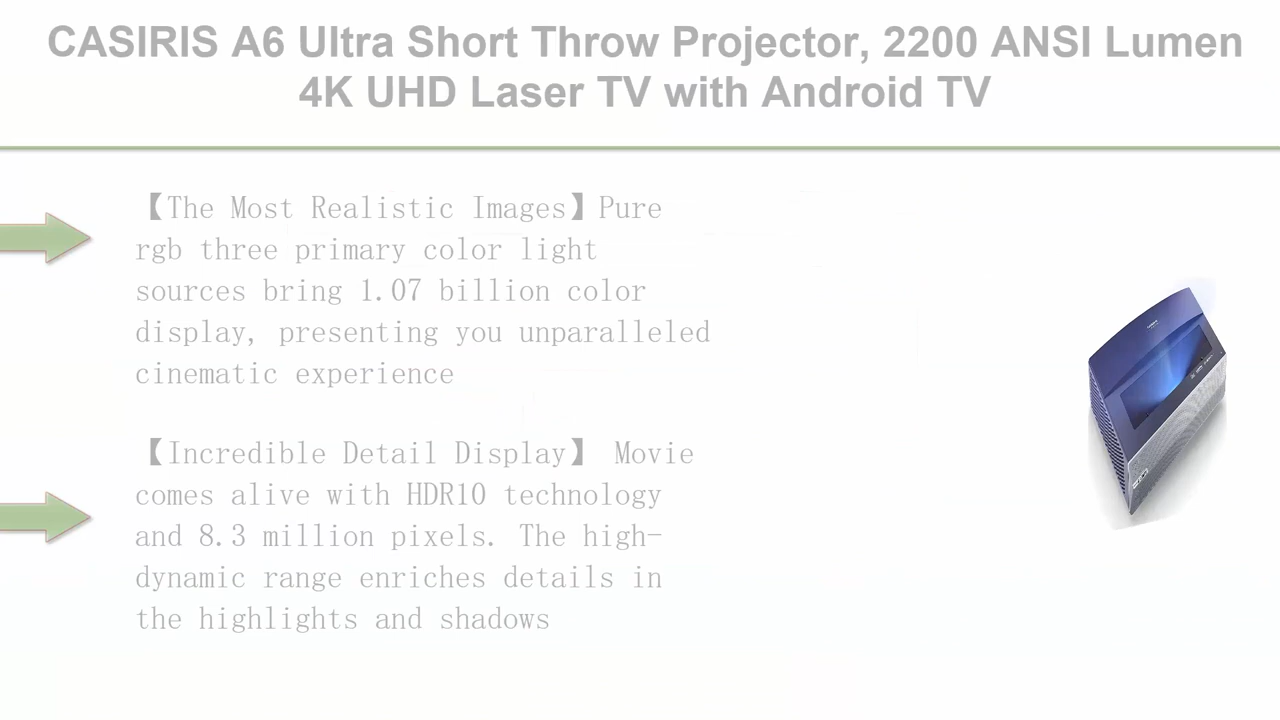 CASIRIS A6 Ultra Short Throw Projector, 2200 ANSI Lumen
4K UHD Laser TV with Android TV
【The Most Realistic Images】Pure
rgb three primary color light
sources bring 1.07 billion color
display, presenting you unparalleled
cinematic experience
【Incredible Detail Display】 Movie
comes alive with HDR10 technology
and 8.3 million pixels. The high-
dynamic range enriches details in
the highlights and shadows